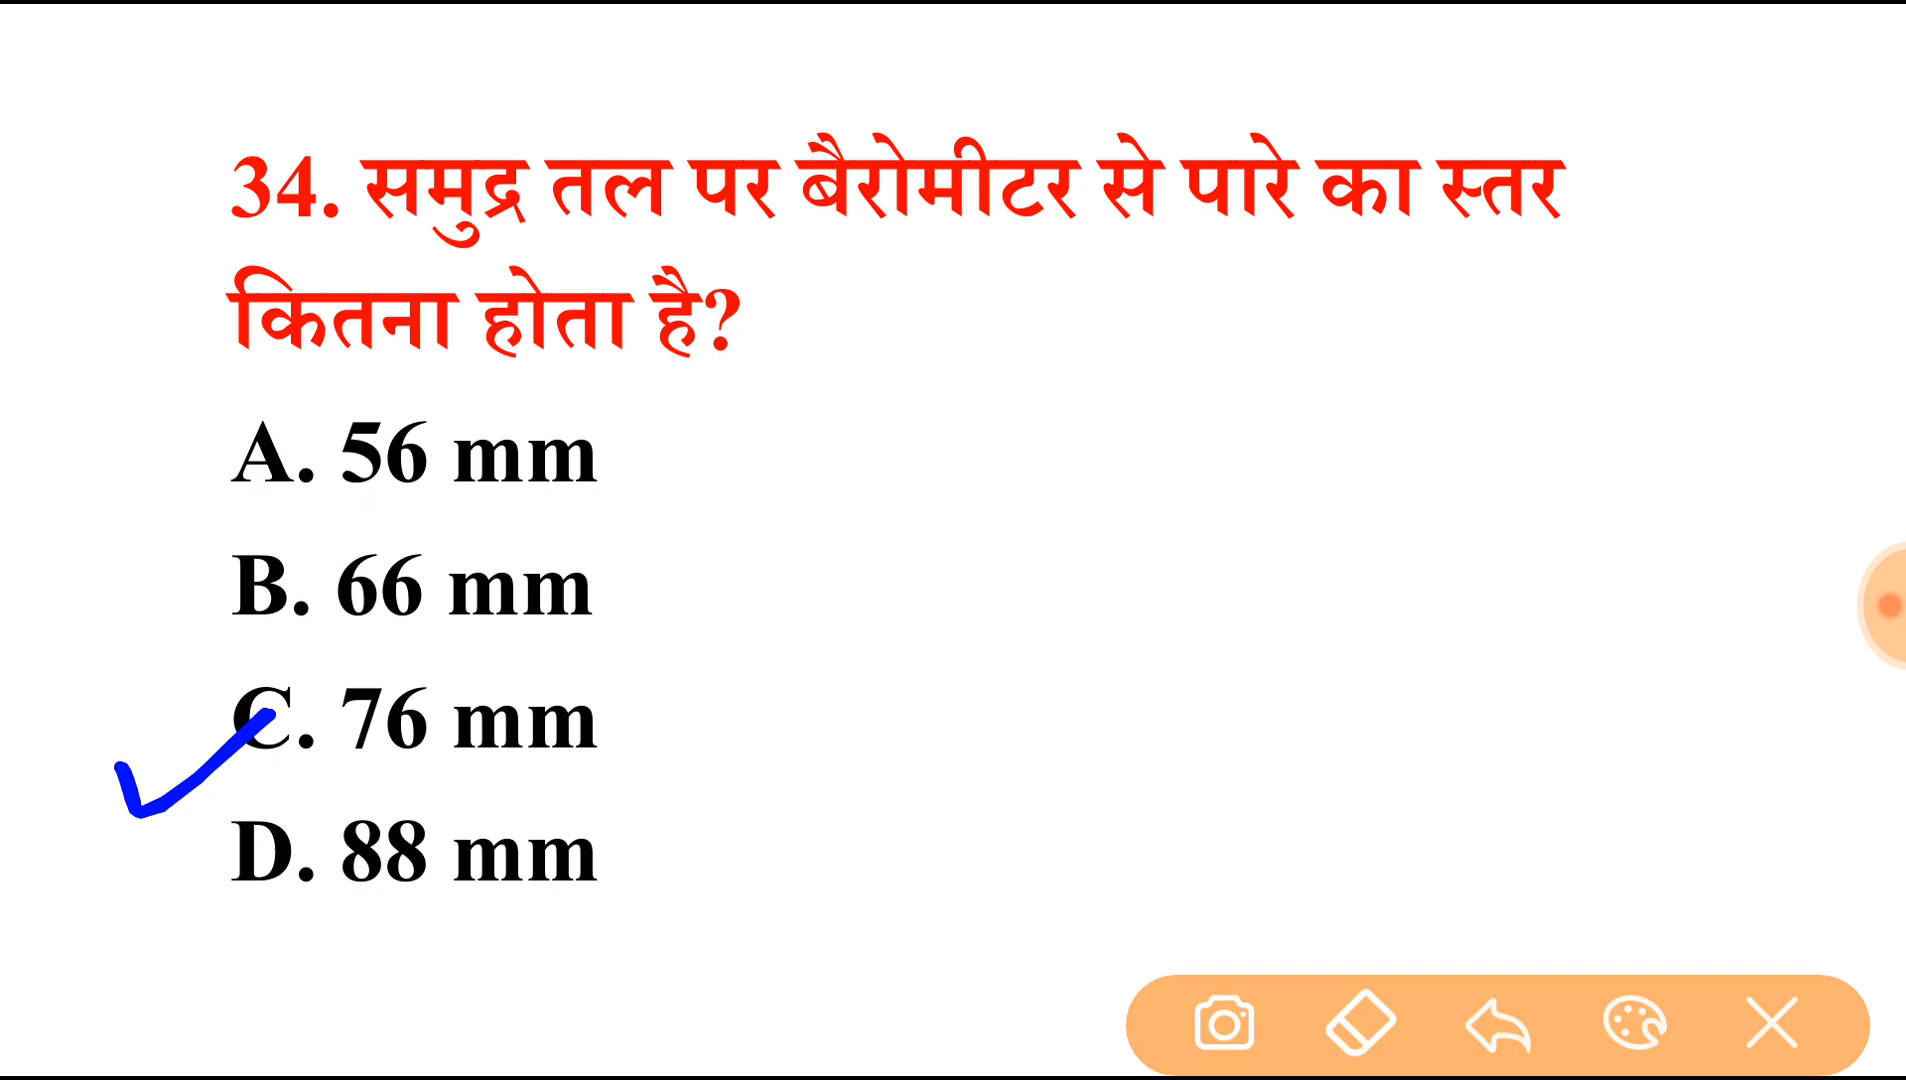 34. समुद्र तल पर बैरोमीटर से पारे का स्तर
कितना होता है?
A. 56 mm
B. 66 mm
C. 76 mm
D. 88 mm